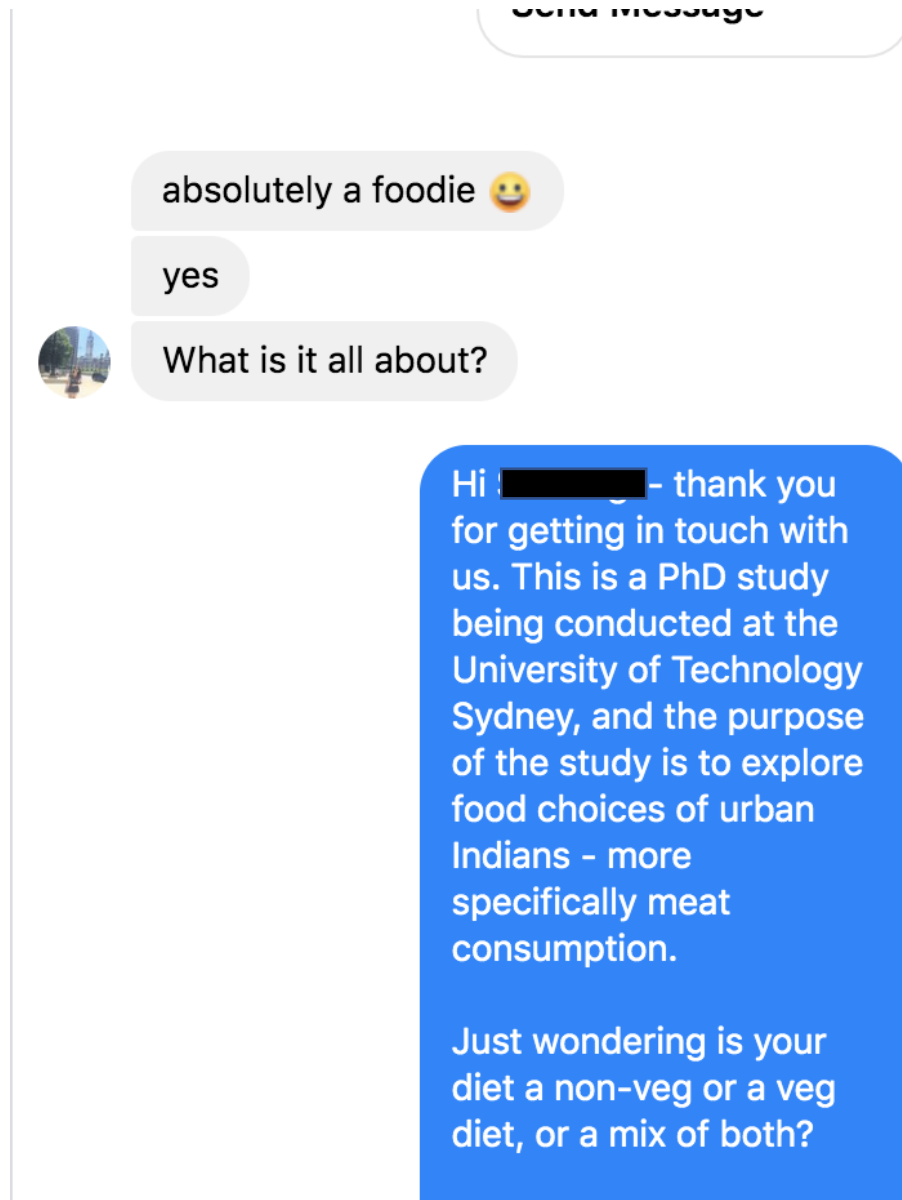 Send Message
absolutely a foodie 😀
yes
What is it all about?
Hi - thank you
for getting in touch with
us. This is a PhD study
being conducted at the
University of Technology
Sydney, and the purpose
of the study is to explore
food choices of urban
Indians - more
specifically meat
consumption.
Just wondering is your
diet a non-veg or a veg
diet, or a mix of both?